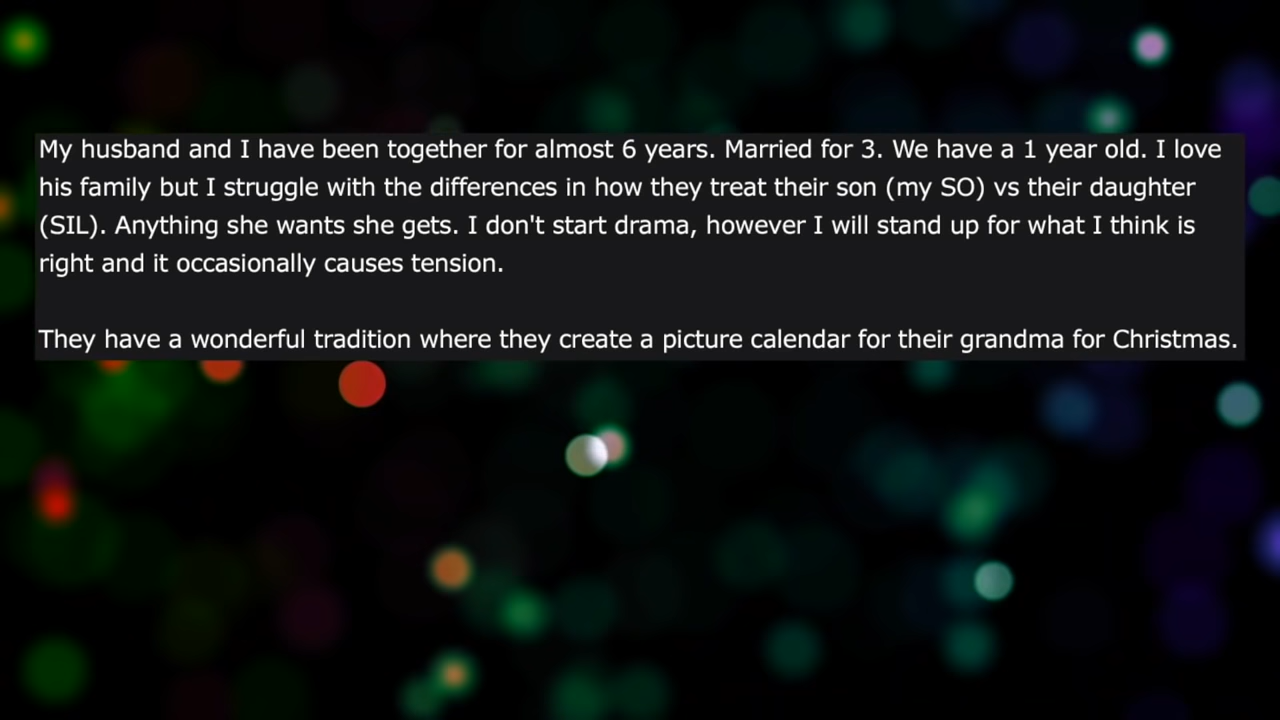 My husband and I have been together for almost 6 years. Married for 3. We have a 1 year old. I love
his family but I struggle with the differences in how they treat their son (my SO) vs their daughter
(SIL). Anything she wants she gets. I don't start drama, however I will stand up for what I think is
right and it occasionally causes tension.
They have a wonderful tradition where they create a picture calendar for their grandma for Christmas.